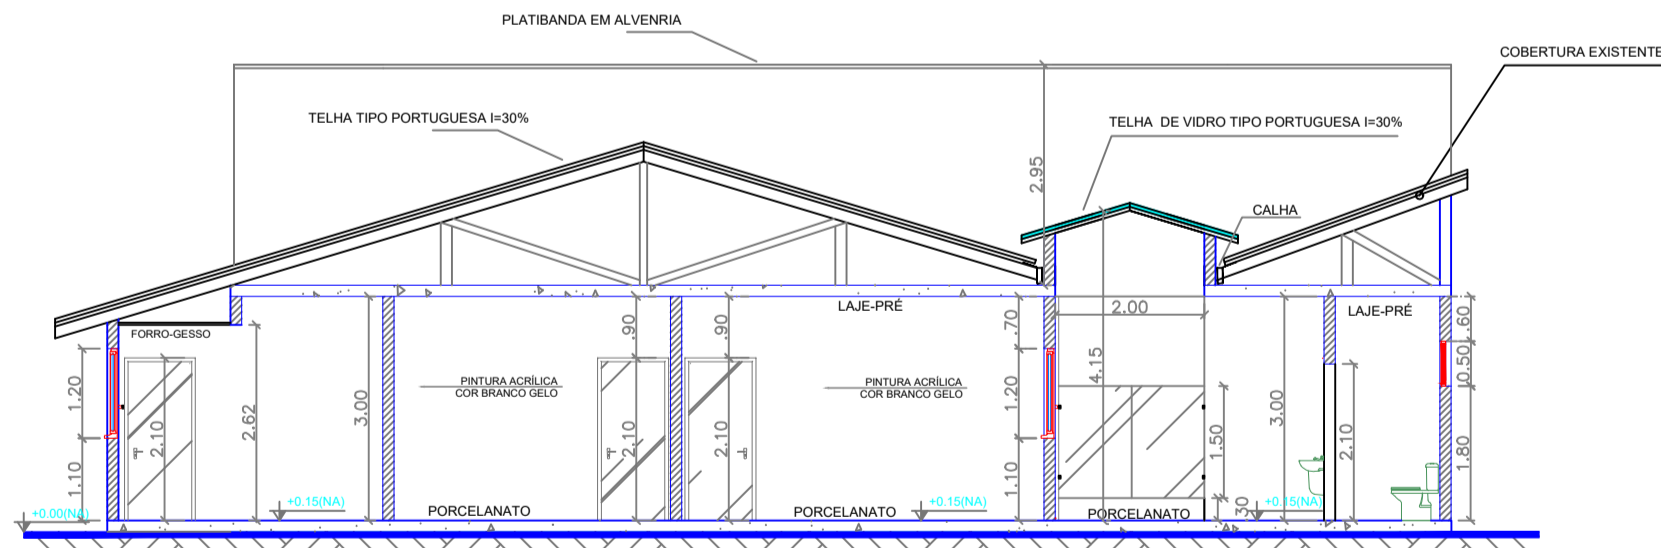 PLATIBANDA EM ALVENRIA
COBERTURA EXISTENTE
TELHA TIPO PORTUGUESA I=30%
TELHA DE VIDRO TIPO PORTUGUESA I=30%
2.95
CALHA
LAJE-PRÉ
2.00
LAJE-PRÉ
FORRO-GESSO
.90
.90
.70
.60
4.15
0.50
PINTURA ACRÍLICA
COR BRANCO GELO
PINTURA ACRÍLICA
COR BRANCO GELO
1.20
2.62
3.00
1.20
3.00
2.10
2.10
2.10
1.50
2.10
1.80
1.10
1.10
+0.00(NA)
+0.15(NA)
PORCELANATO
PORCELANATO
+0.15(NA)
PORCELANATO
30
+0.15(NA)